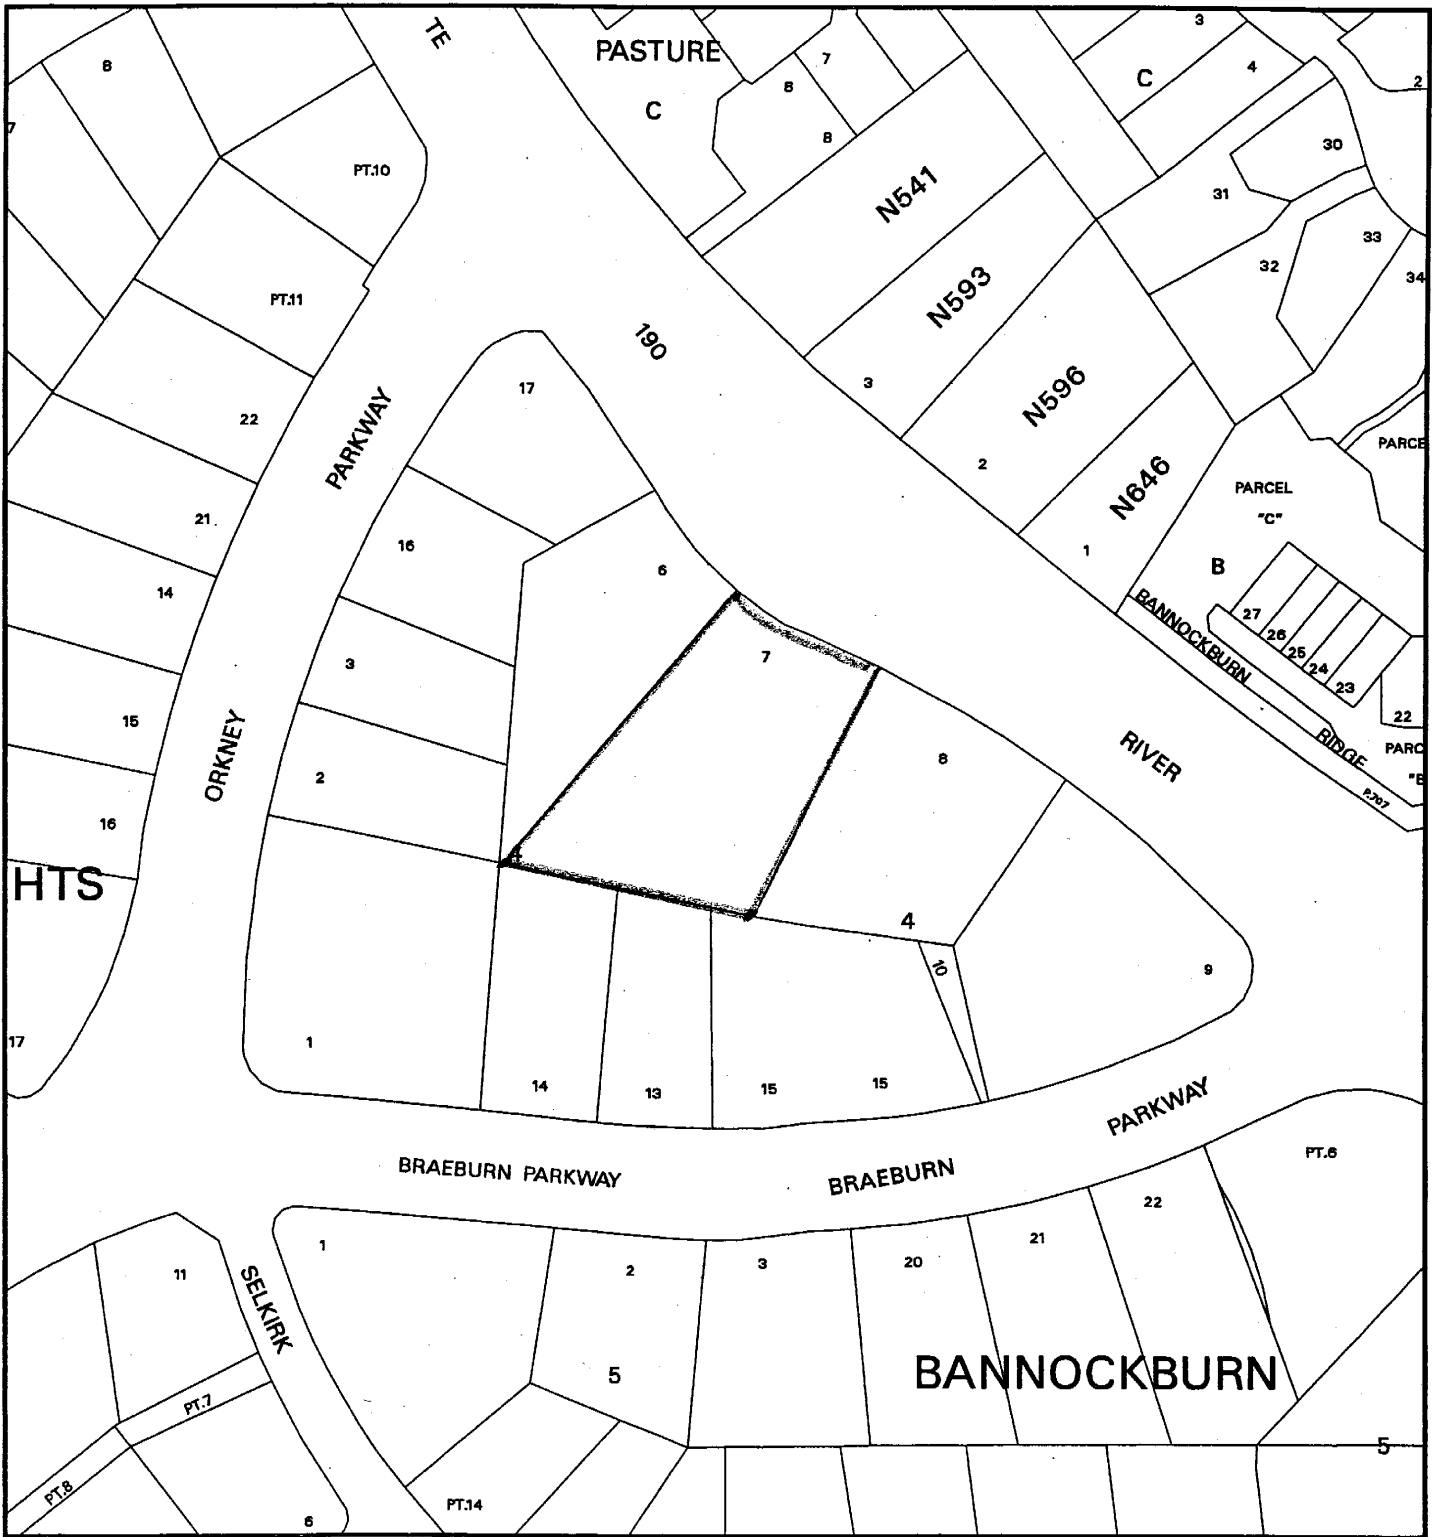 TE
PASTURE
C
8
7
8
8
7
PT.10
PT.11
N541
N593
N596
N646
3
2
1
C
3
4
2
30
31
32
33
34
PARCE
PARCEL
"C"
B
27
26
25
24
23
22
BANNOCKBURN
RIDGE
PARC
"B
P.707
RIVER
190
17
22
21
14
15
16
HTS
17
PARKWAY
ORKNEY
16
3
2
1
6
7
8
4
10
9
14
13
15
15
BRAEBURN PARKWAY
BRAEBURN
PARKWAY
PT.6
22
21
20
3
2
5
1
SELKIRK
11
PT.7
PT.8
6
PT.14
BANNOCKBURN
5